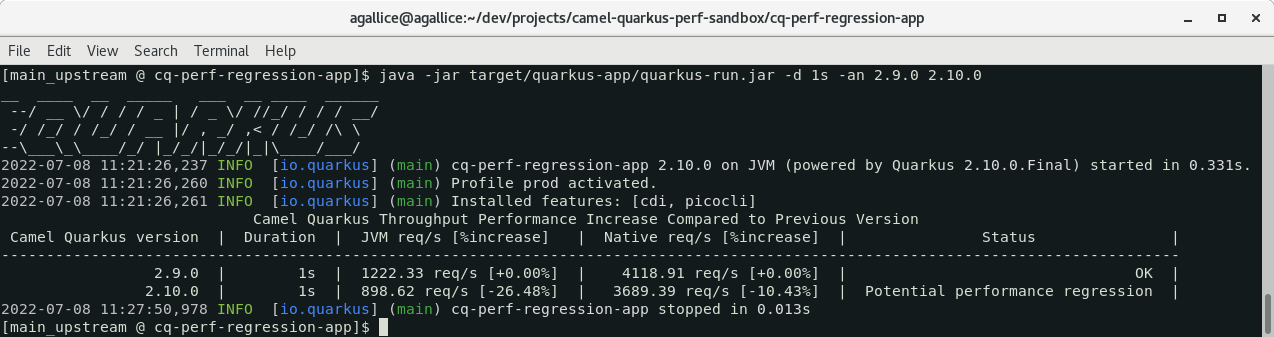 agallice@agallice:~/dev/projects/camel-quarkus-perf-sandbox/cq-perf-regression-app
File Edit View Search Terminal Help
[main_upstream @ cq-perf-regression-app]$ java -jar target/quarkus-app/quarkus-run.jar -d 1s -an 2.9.0 2.10.0
__  ____  __  _____   ___  __ ____  ______
 --/ __ \/ / / / _ | / _ \/ //_/ / / / __/
 -/ /_/ / /_/ / __ |/ , _/ ,< / /_/ /\ \
--\___\_\____/_/ |_/_/|_/_/|_|\____/___/
2022-07-08 11:21:26,237 INFO  [io.quarkus] (main) cq-perf-regression-app 2.10.0 on JVM (powered by Quarkus 2.10.0.Final) started in 0.331s.
2022-07-08 11:21:26,260 INFO  [io.quarkus] (main) Profile prod activated.
2022-07-08 11:21:26,261 INFO  [io.quarkus] (main) Installed features: [cdi, picocli]
Camel Quarkus Throughput Performance Increase Compared to Previous Version
Camel Quarkus version  |  Duration  |  JVM req/s [%increase]   |  Native req/s [%increase]  |               Status               |
-----------------------------------------------------------------------------------------------------------------------------------
2.9.0  |        1s  |  1222.33 req/s [+0.00%]  |    4118.91 req/s [+0.00%]  |                                OK  |
2.10.0  |        1s  |  898.62 req/s [-26.48%]  |   3689.39 req/s [-10.43%]  |  Potential performance regression  |
2022-07-08 11:27:50,978 INFO  [io.quarkus] (main) cq-perf-regression-app stopped in 0.013s
[main_upstream @ cq-perf-regression-app]$